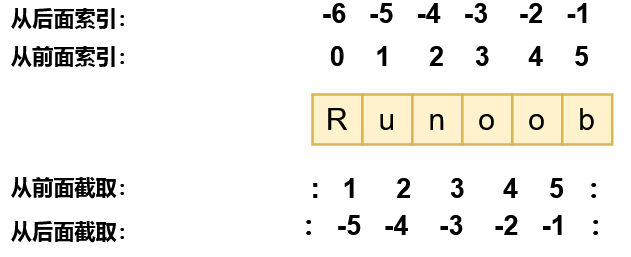 从后面索引: -6 -5 -4 -3 -2 -1
从前面索引: 0 1 2 3 4 5
R u n o o b
从前面截取: : 1 2 3 4 5 :
从后面截取: : -5 -4 -3 -2 -1 :